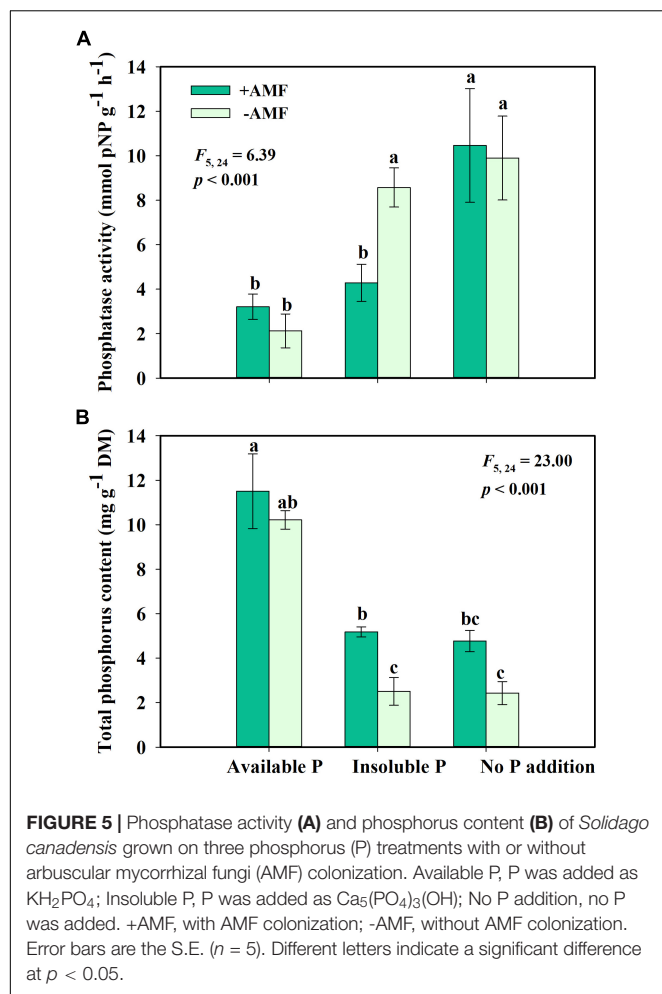 A
Phosphatase activity (mmol pNP g-1 h-1)
14
12
10
8
6
4
2
0
+AMF
-AMF
F5, 24 = 6.39
p < 0.001
b
b
b
a
a
a
B
Total phosphorus content (mg g-1 DM)
14
12
10
8
6
4
2
0
F5, 24 = 23.00
p < 0.001
a
ab
b
c
bc
c
Available P Insoluble P No P addition
FIGURE 5 | Phosphatase activity (A) and phosphorus content (B) of Solidago
canadensis grown on three phosphorus (P) treatments with or without
arbuscular mycorrhizal fungi (AMF) colonization. Available P, P was added as
KH2PO4; Insoluble P, P was added as Ca5(PO4)3(OH); No P addition, no P
was added. +AMF, with AMF colonization; -AMF, without AMF colonization.
Error bars are the S.E. (n = 5). Different letters indicate a significant difference
at p < 0.05.